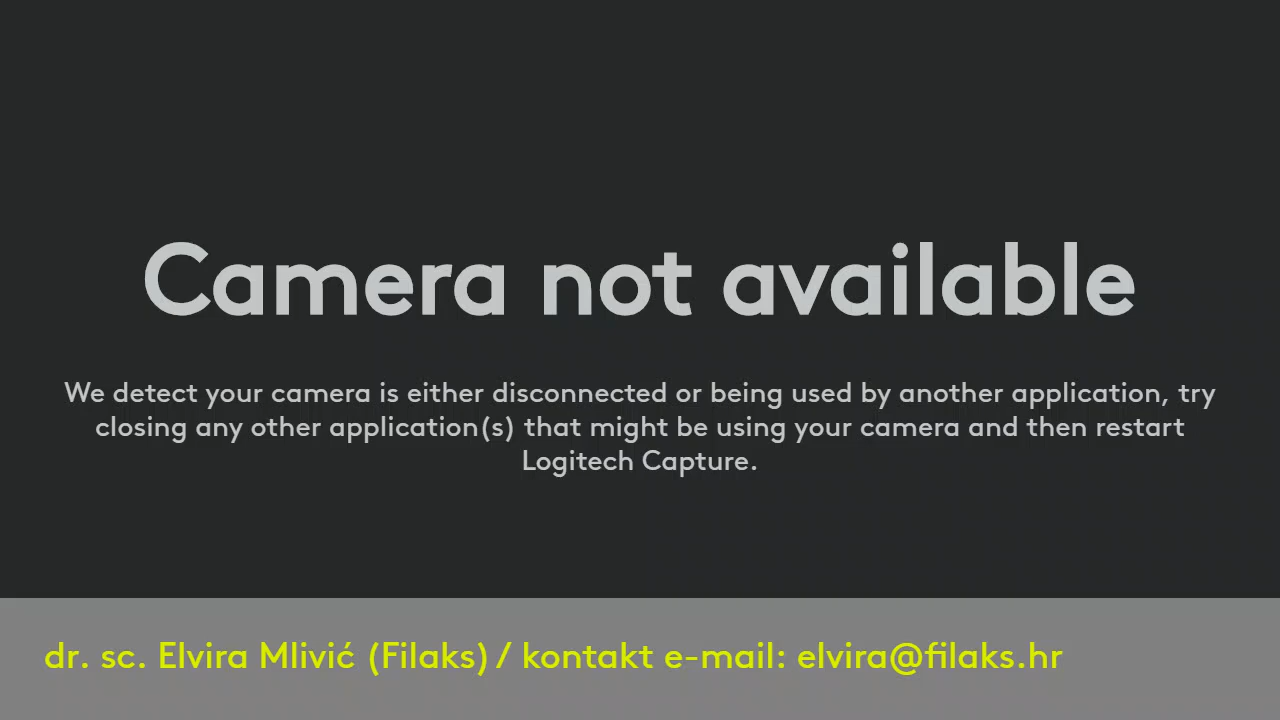 Camera not available
We detect your camera is either disconnected or being used by another application, try
closing any other application(s) that might be using your camera and then restart
Logitech Capture.
dr. sc. Elvira Mlivić (Filaks) / kontakt e-mail: elvira@filaks.hr